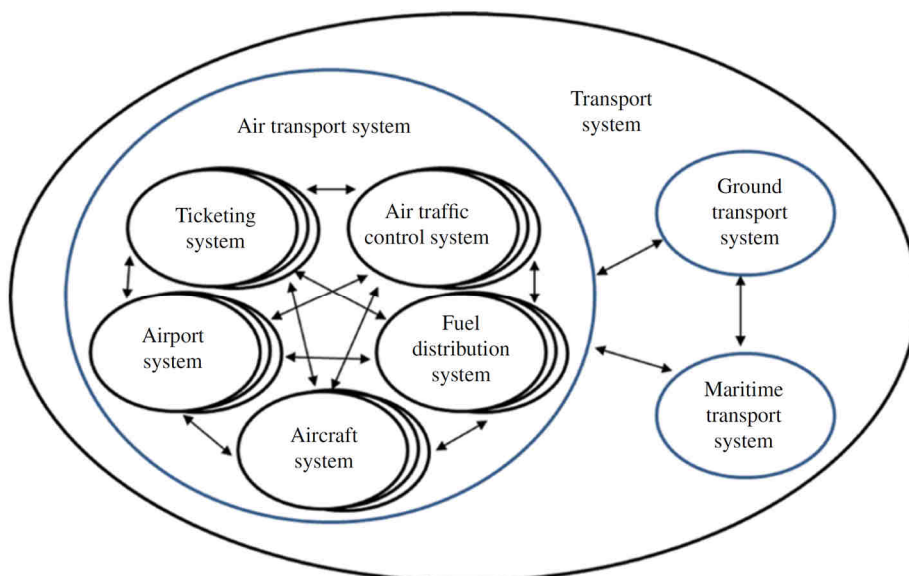 Transport
system
Air transport system
Ticketing
system
Air traffic
control system
Ground
transport
system
Airport
system
Fuel
distribution
system
Aircraft
system
Maritime
transport
system